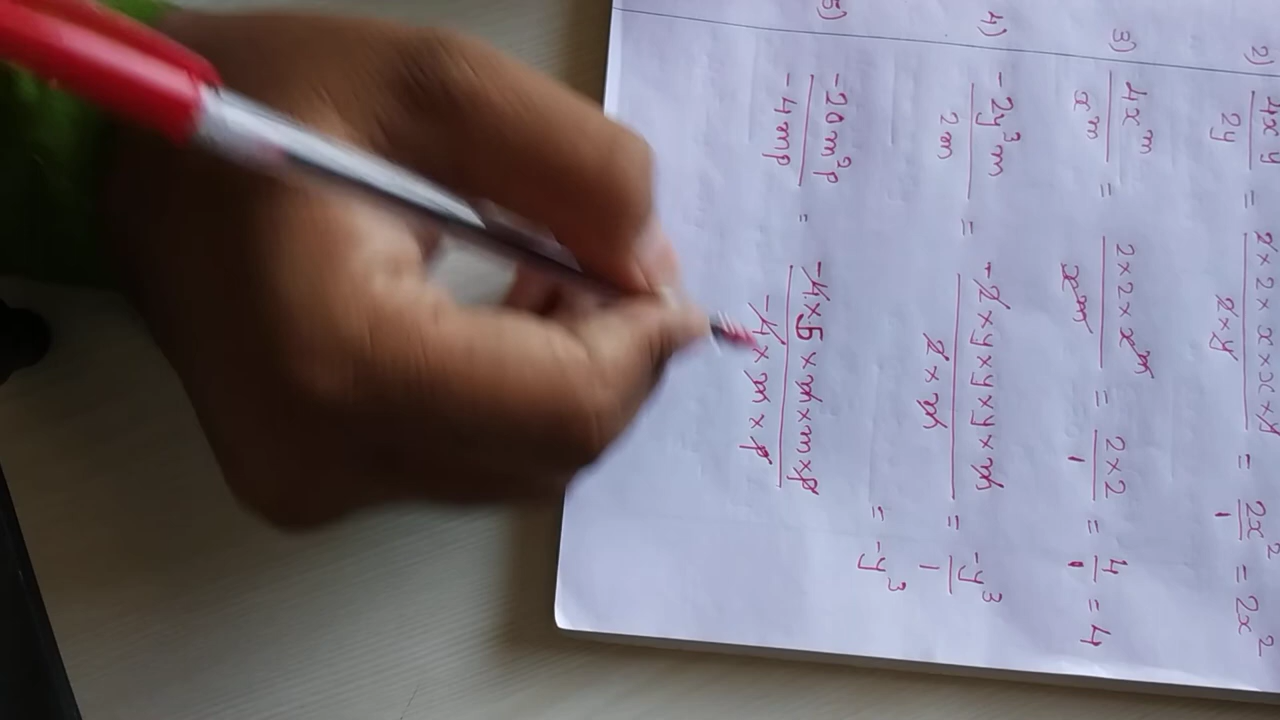 2) 4x²y/2y = 2×2×x×x×y/2×y = 2x²/1 = 2x²
3) 4x^m/x^m = 2×2×x^m/x^m = 2×2/1 = 4/1 = 4
4) -2y³m/2m = -2×y×y×y×m/2×m = -y³/1
= -y³
5) -20m²p/-4mp = -4×5×m×m×p/-4×m×p